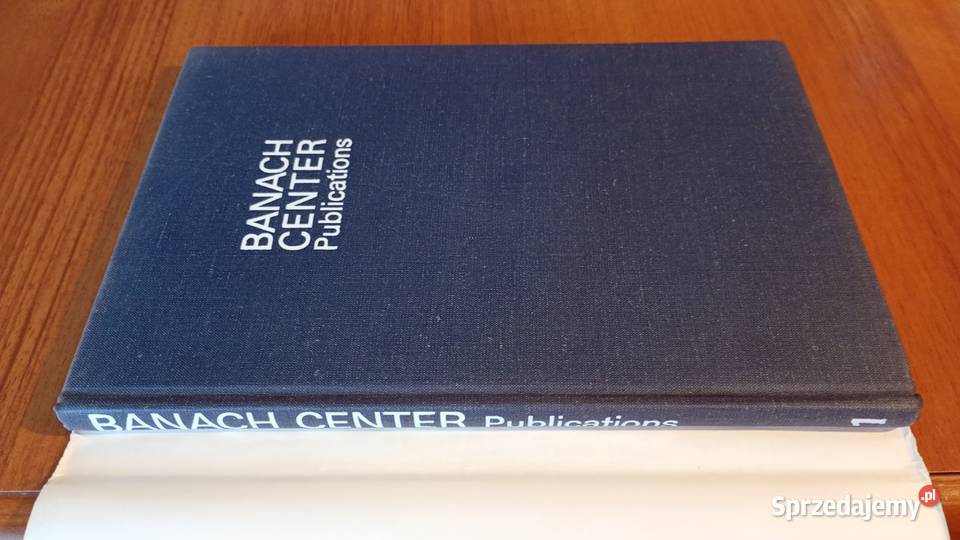 BANACH
CENTER
Publications
BANACH CENTER Publications
1
Sprzedajemy.pl